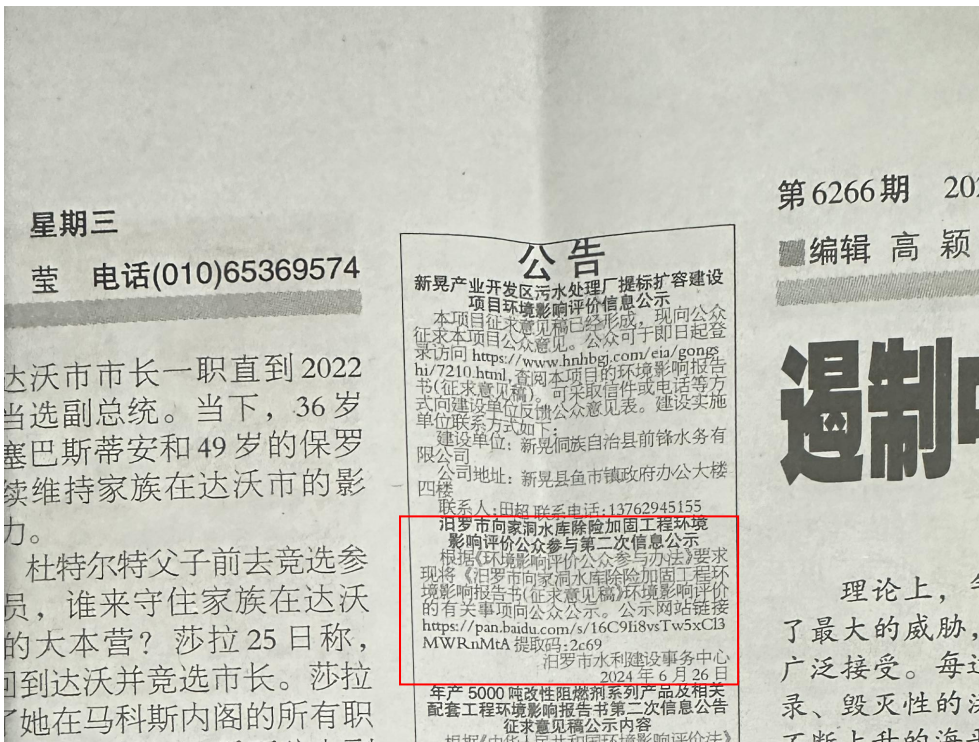 星期三
莹 电话(010)65369574
达沃市市长一职直到2022
当选副总统。当下，36岁
塞巴斯蒂安和49岁的保罗
续维持家族在达沃市的影
力。
杜特尔特父子前去竞选参
员，谁来守住家族在达沃
的大本营？莎拉25日称，
回到达沃并竞选市长。莎拉
她在马科斯内阁的所有职
公告
新晃产业开发区污水处理厂提标扩容建设
项目环境影响评价信息公示
本项目征求意见稿已经形成，现向公众
征求本项目公众意见。公众可于即日起登
录访问 https://www.hnhbgj.com/eia/gongs
hi/7210.html, 查阅本项目的环境影响报告
书(征求意见稿)。可采取信件或电话等方
式向建设单位反馈公众意见表。建设实施
单位联系方式如下：
建设单位：新晃侗族自治县前锋水务有
限公司
公司地址：新晃县鱼市镇政府办公大楼
四楼
联系人:田超 联系电话:13762945155
汨罗市向家洞水库除险加固工程环境
影响评价公众参与第二次信息公示
根据《环境影响评价公众参与办法》要求
现将《汨罗市向家洞水库除险加固工程环
境影响报告书(征求意见稿)》环境影响评价
的有关事项向公众公示。公示网站链接
https://pan.baidu.com/s/16C9Ii8vsTw5xCl3
MWRnMtA 提取码:2c69
汨罗市水利建设事务中心
2024年6月26日
年产5000吨改性阻燃剂系列产品及相关
配套工程环境影响报告书第二次信息公告
征求意见稿公示内容
根据《中华人民共和国环境影响评价法》
第6266期 202
■编辑 高 颖
遏制
理论上，
了最大的威胁，
广泛接受。每
录、毁灭性的
不断上升的海